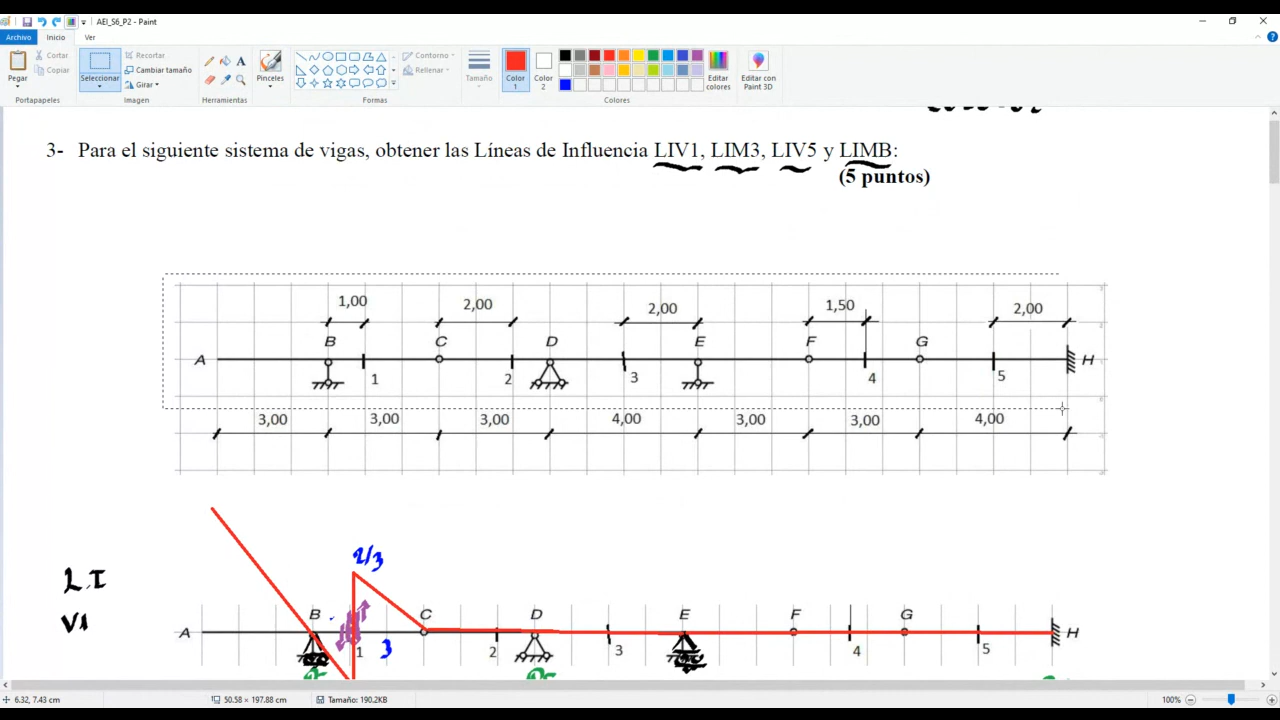 AEI_S6_P2 - Paint
Archivo Inicio Ver
Pegar
Cortar
Copiar
Portapapeles
Seleccionar
Recortar
Cambiar tamaño
Girar
Imagen
A
Herramientas
Pinceles
Contorno
Rellenar
Formas
Tamaño
Color 1
Color 2
Editar colores
Editar con Paint 3D
Colores
3- Para el siguiente sistema de vigas, obtener las Líneas de Influencia LIV1, LIM3, LIV5 y LIMB:
(5 puntos)
1,00 2,00 2,00 1,50 2,00
A B C D E F G H
1 2 3 4 5
3,00 3,00 3,00 4,00 3,00 3,00 4,00
2/3
L.I
V1
A B C D E F G H
1 3 2 3 4 5
6.32, 7.43 cm 50.58 × 197.88 cm Tamaño: 190.2KB 100%